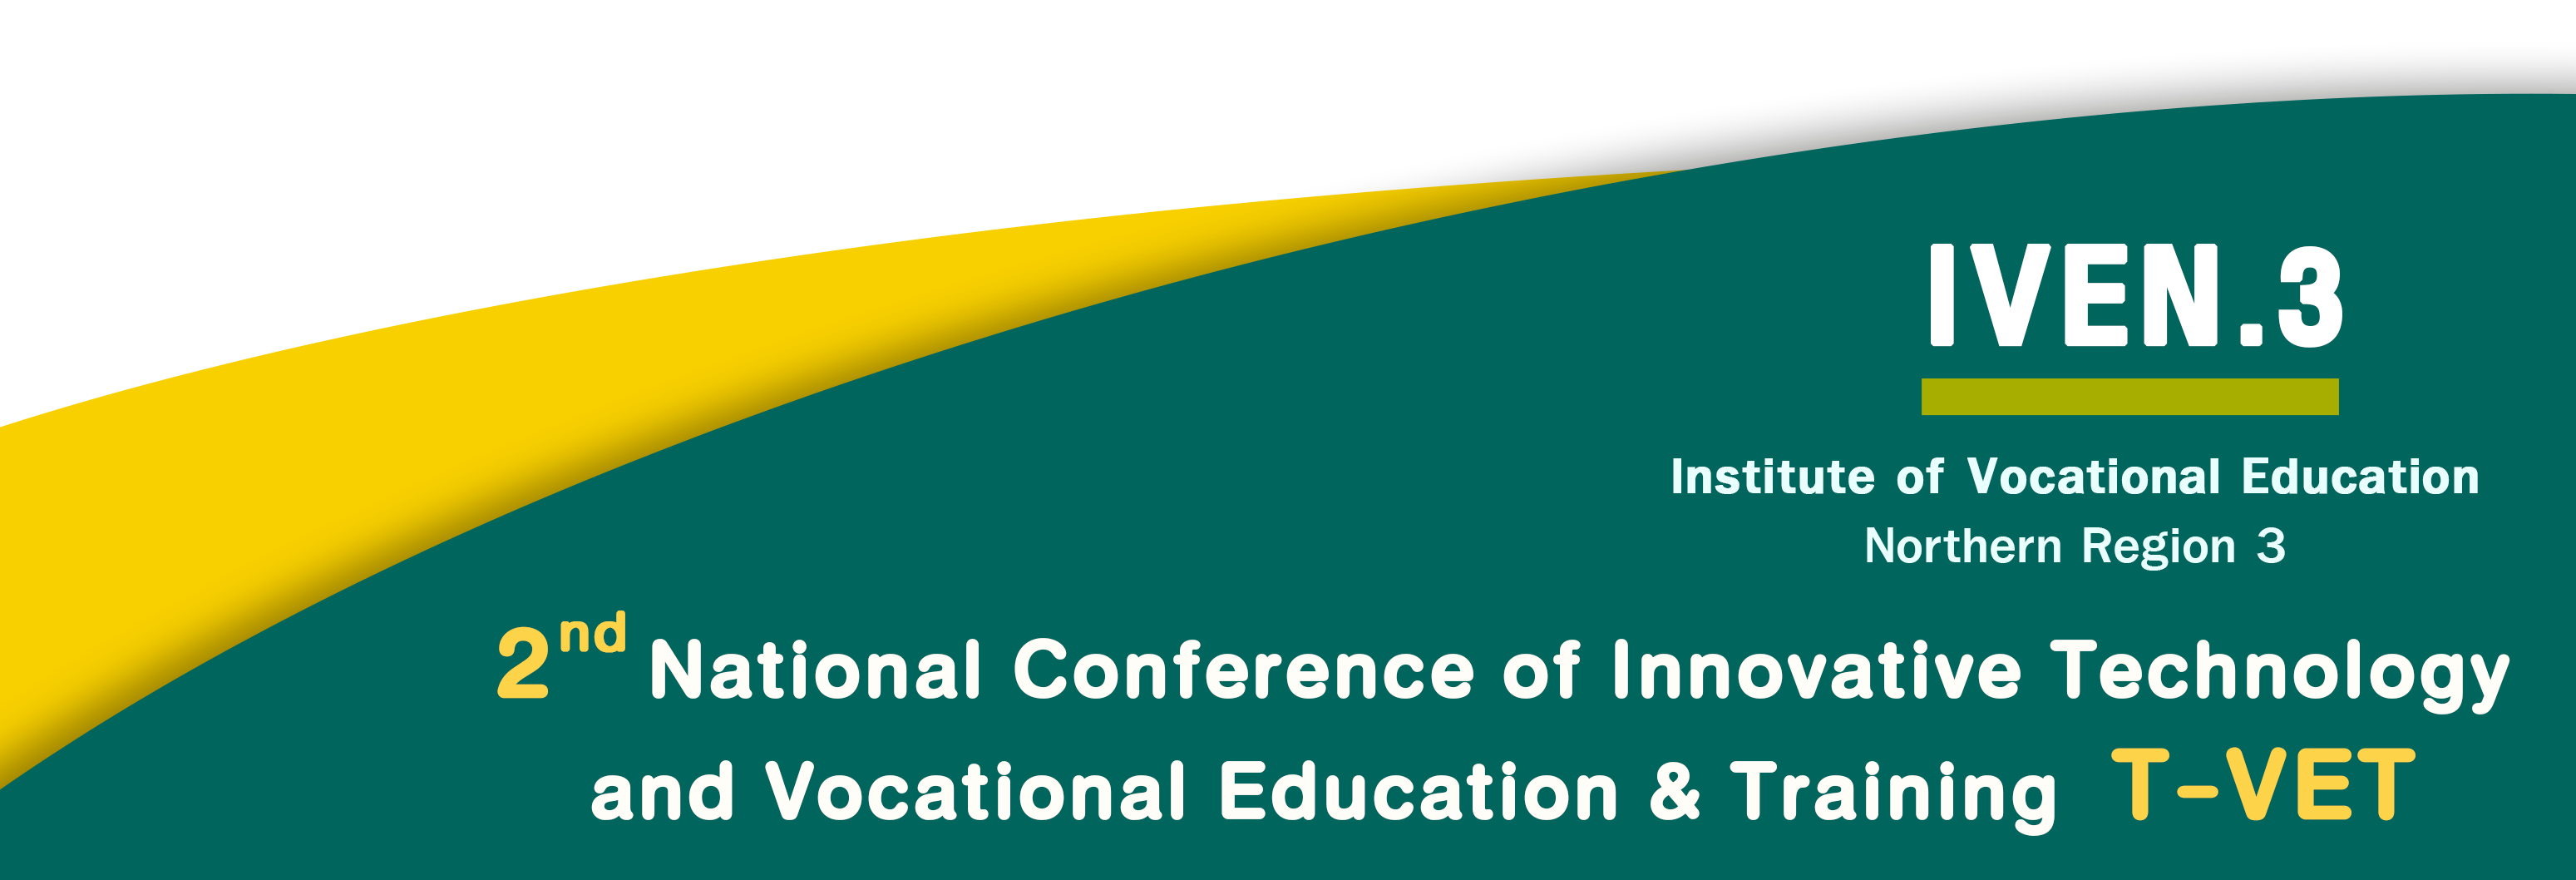 IVEN.3
Institute of Vocational Education
Northern Region 3
2nd National Conference of Innovative Technology
and Vocational Education & Training T-VET